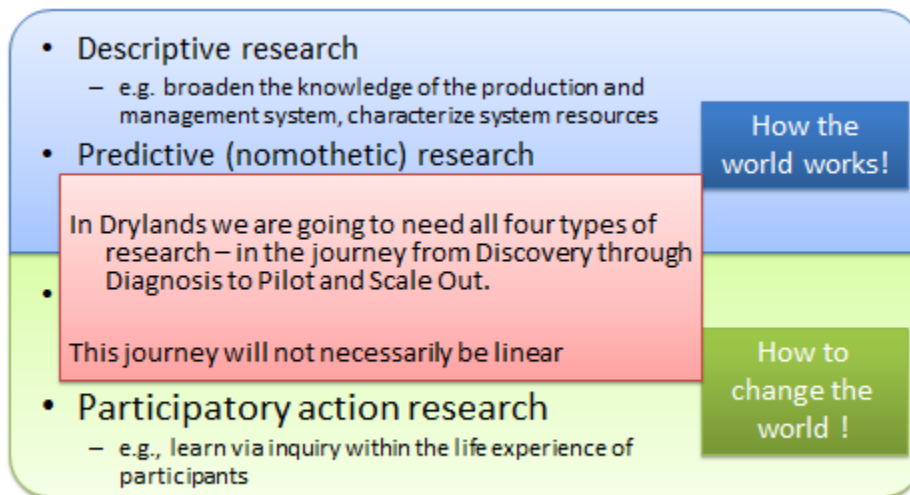 • Descriptive research
– e.g. broaden the knowledge of the production and
management system, characterize system resources
• Predictive (nomothetic) research
How the
world works!
In Drylands we are going to need all four types of
research – in the journey from Discovery through
Diagnosis to Pilot and Scale Out.
This journey will not necessarily be linear
•
How to
change the
world !
• Participatory action research
– e.g., learn via inquiry within the life experience of
participants